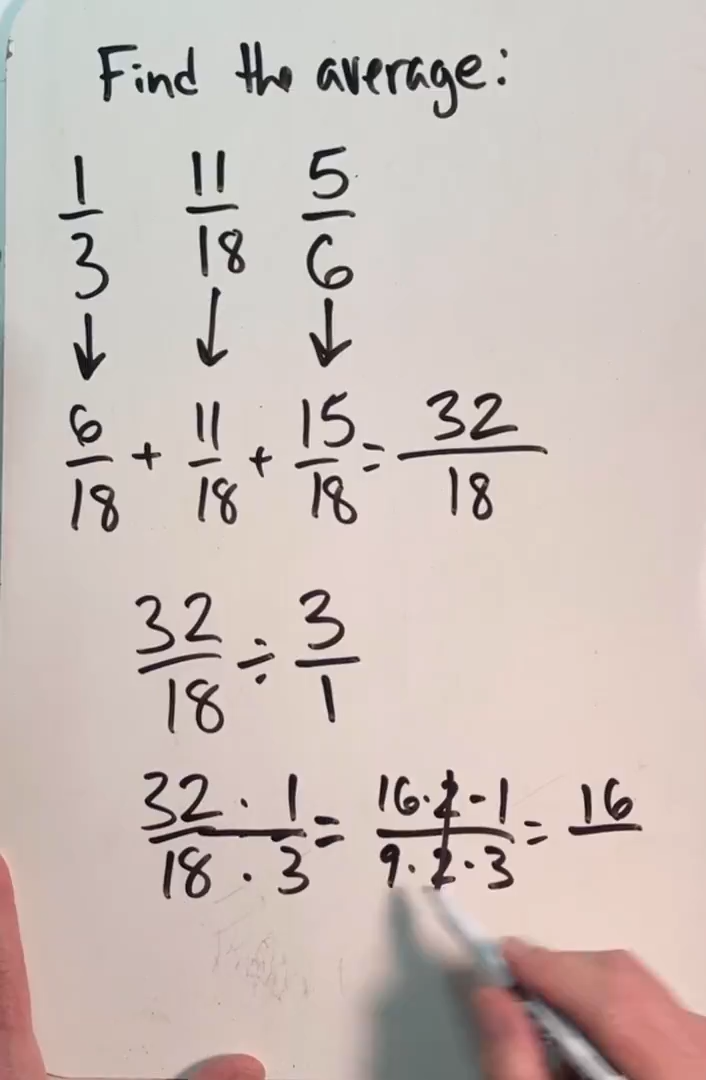 Find the average:
1/3 11/18 5/6
↓ ↓ ↓
6/18 + 11/18 + 15/18 = 32/18
32/18 ÷ 3/1
32 · 1 / 18 · 3 = 16 · 2 · 1 / 9 · 2 · 3 = 16/